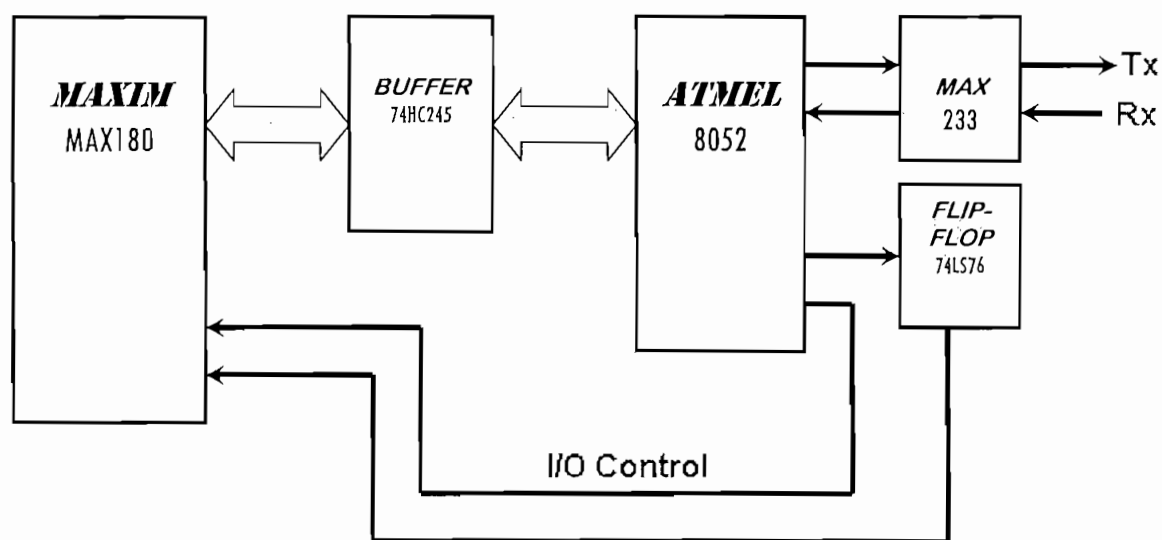 MAXIM
MAX180
BUFFER
74HC245
ATMEL
8052
MAX
233
Tx
Rx
FLIP-
FLOP
74LS76
I/O Control